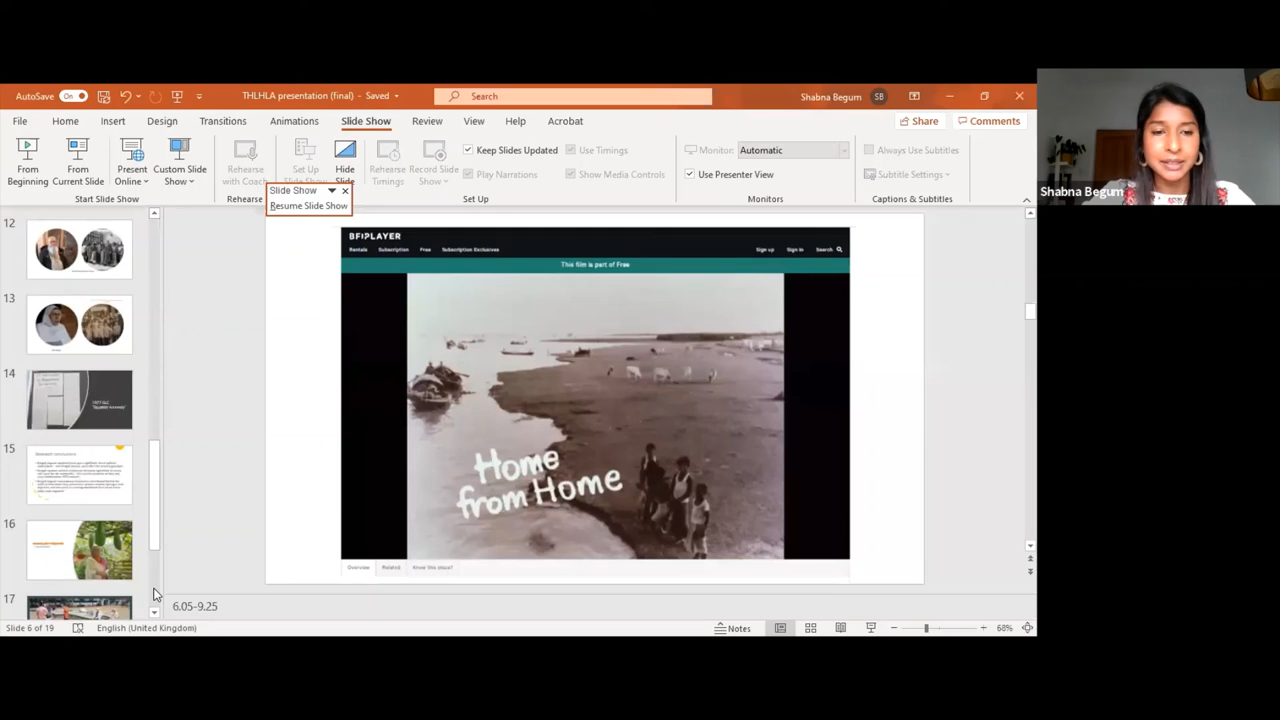 AutoSave On THLHLA presentation (final) - Saved Search Shabna Begum SB
File Home Insert Design Transitions Animations Slide Show Review View Help Acrobat Share Comments
From Beginning
From Current Slide
Present Online
Custom Slide Show
Rehearse with Coach
Set Up Slide Show
Hide Slide
Rehearse Timings
Record Slide Show
Keep Slides Updated
Play Narrations
Use Timings
Show Media Controls
Monitor: Automatic
Use Presenter View
Always Use Subtitles
Subtitle Settings
Start Slide Show Rehearse Set Up Monitors Captions & Subtitles
Slide Show
Resume Slide Show
Shabna Begum
12
13
14
15
16
17
BFIPLAYER
Rentals Subscription Free Subscription Exclusives Sign up Sign in Search
This film is part of Free
Home
from Home
Overview Related Know this place?
6.05-9.25
Slide 6 of 19 English (United Kingdom) Notes 68%